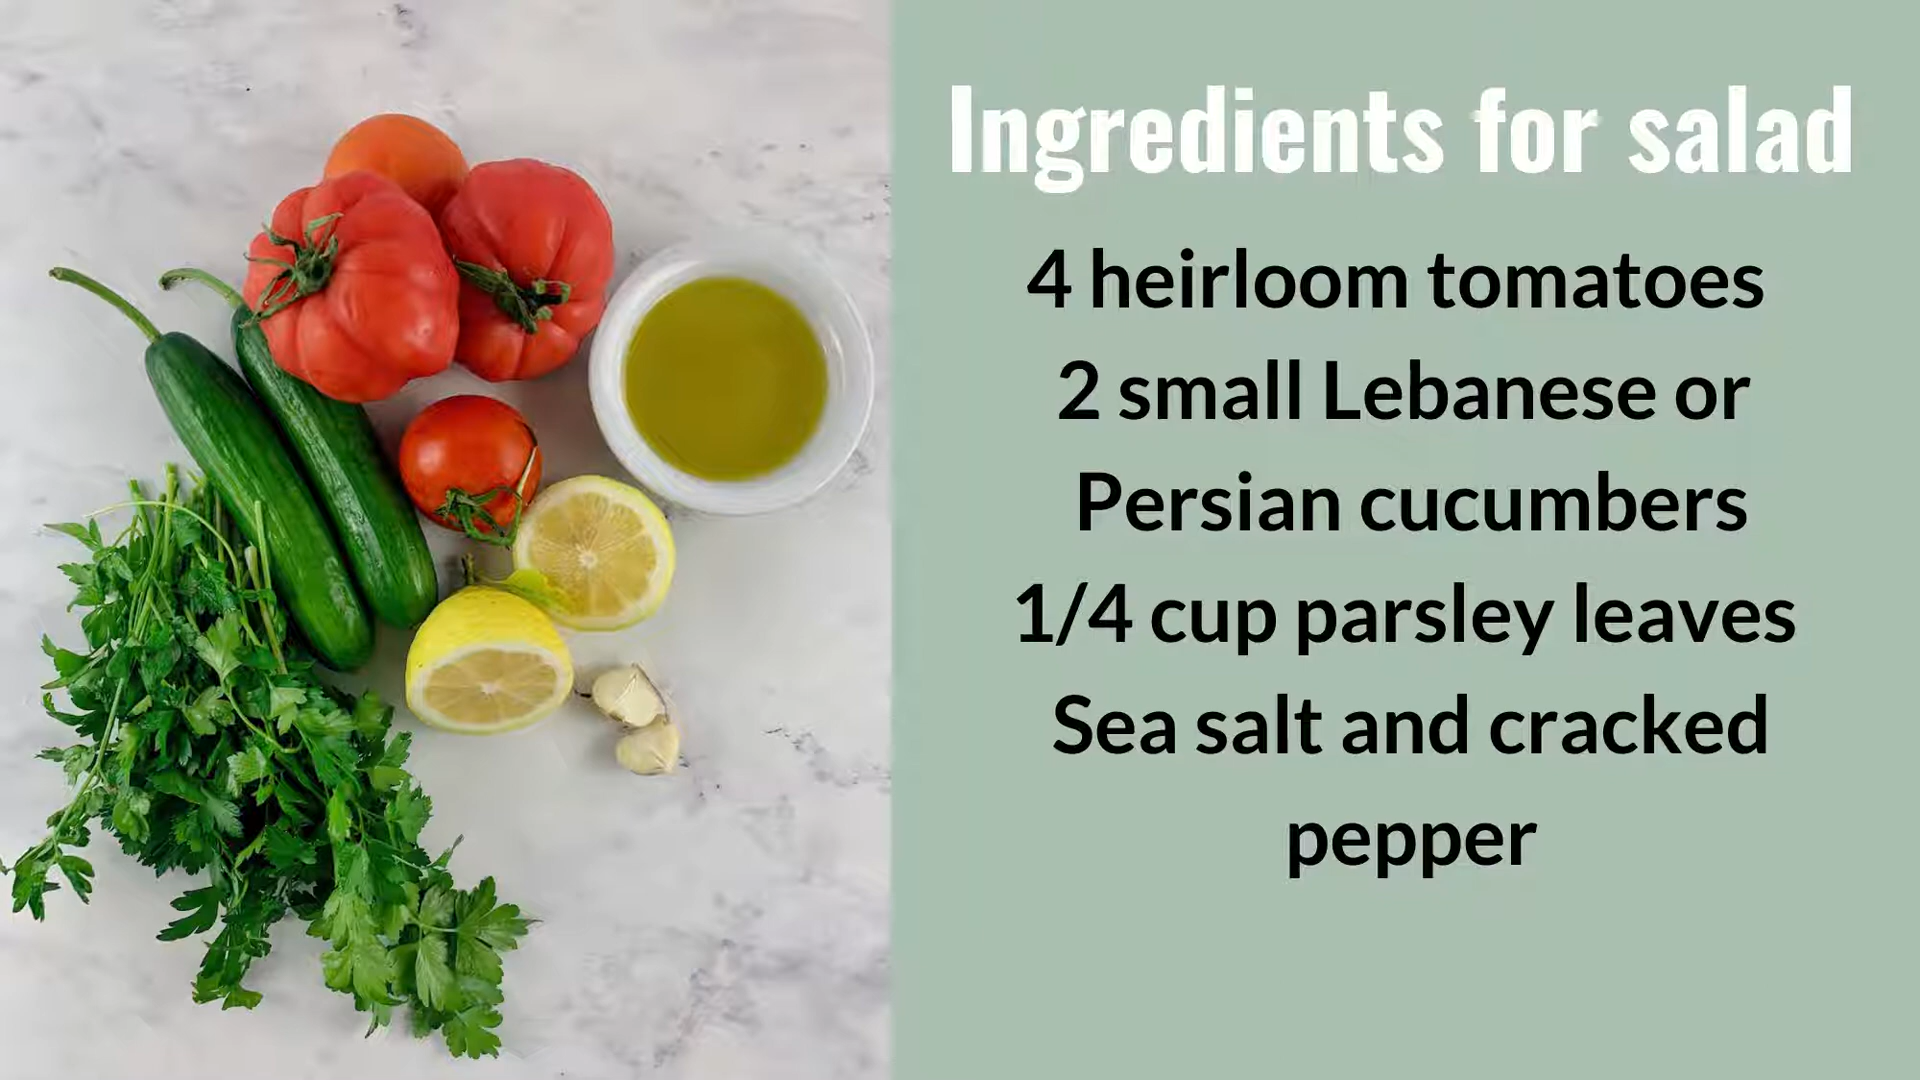 Ingredients for salad
4 heirloom tomatoes
2 small Lebanese or
Persian cucumbers
1/4 cup parsley leaves
Sea salt and cracked
pepper